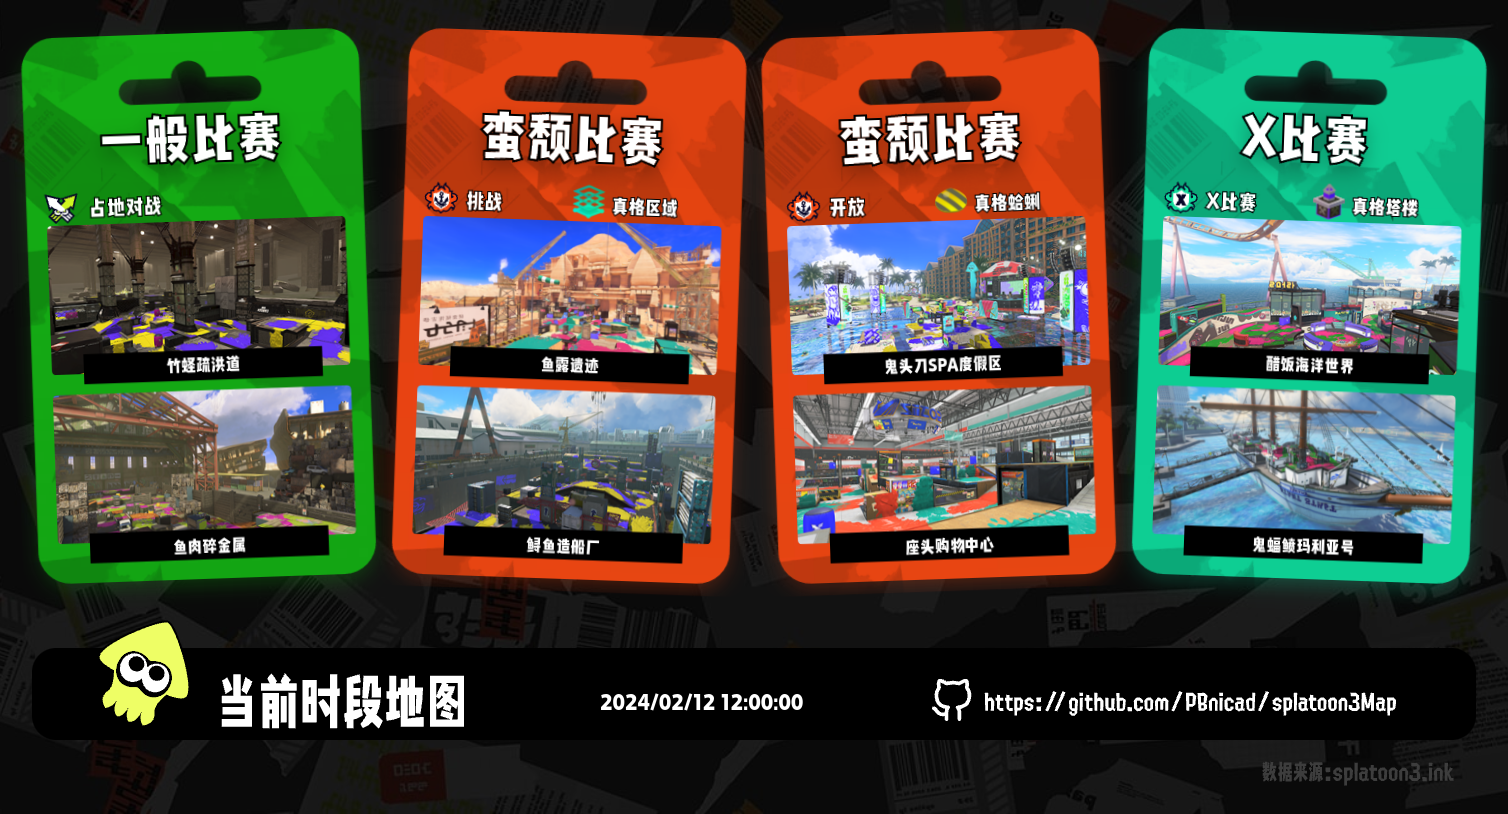 一般比赛
占地对战
竹蛏疏洪道
鱼肉碎金属
蛮颓比赛
挑战
真格区域
鱼露遗迹
鲟鱼造船厂
蛮颓比赛
开放
真格蛤蜊
鬼头刀SPA度假区
座头购物中心
X比赛
X比赛
真格塔楼
醋饭海洋世界
鬼蝠鲼玛利亚号
当前时段地图
2024/02/12 12:00:00
https://github.com/PBnicad/splatoon3Map
数据来源:splatoon3.ink